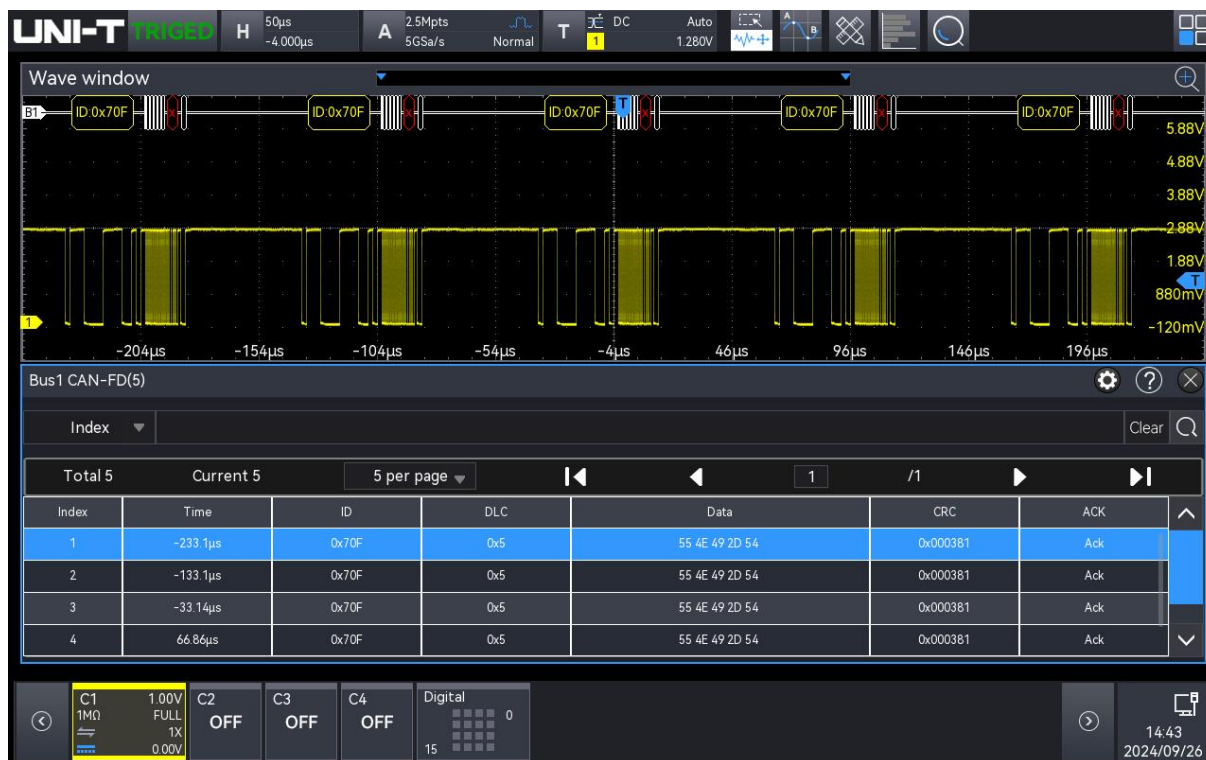 UNI-T TRIGED H 50µs -4.000µs A 2.5Mpts 5GSa/s Normal T DC 1 Auto 1.280V A B
Wave window
B1 ID:0x70F X ID:0x70F X ID:0x70F T X ID:0x70F X ID:0x70F X
5.88V
4.88V
3.88V
2.88V
1.88V
T
880mV
1
-120mV
-204µs -154µs -104µs -54µs -4µs 46µs 96µs 146µs 196µs
Bus1 CAN-FD(5) ?
Index Clear
Total 5 Current 5 5 per page 1 /1
Index Time ID DLC Data CRC ACK
1 -233.1µs 0x70F 0x5 55 4E 49 2D 54 0x000381 Ack
2 -133.1µs 0x70F 0x5 55 4E 49 2D 54 0x000381 Ack
3 -33.14µs 0x70F 0x5 55 4E 49 2D 54 0x000381 Ack
4 66.86µs 0x70F 0x5 55 4E 49 2D 54 0x000381 Ack
C1 1.00V C2 C3 C4 Digital
1MΩ FULL OFF OFF OFF 0
1X
0.00V 15
14:43
2024/09/26